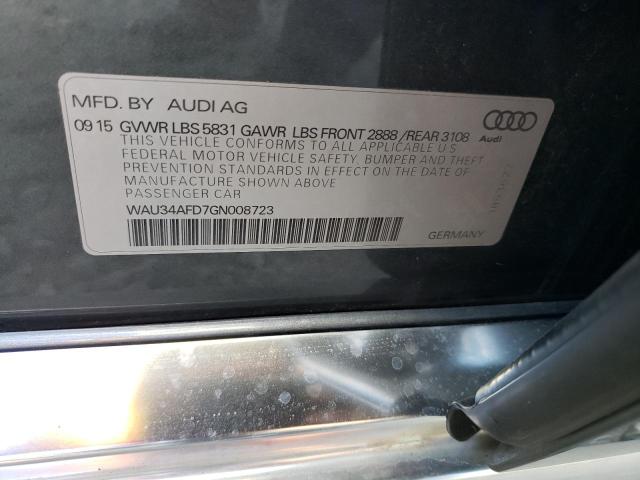 MFD. BY AUDI AG
09 15 GVWR LBS 5831 GAWR LBS FRONT 2888 / REAR 3108
Audi
THIS VEHICLE CONFORMS TO ALL APPLICABLE U S
FEDERAL MOTOR VEHICLE SAFETY, BUMPER AND THEFT
PREVENTION STANDARDS IN EFFECT ON THE DATE OF
MANUFACTURE SHOWN ABOVE
PASSENGER CAR
WAU34AFD7GN008723
GERMANY